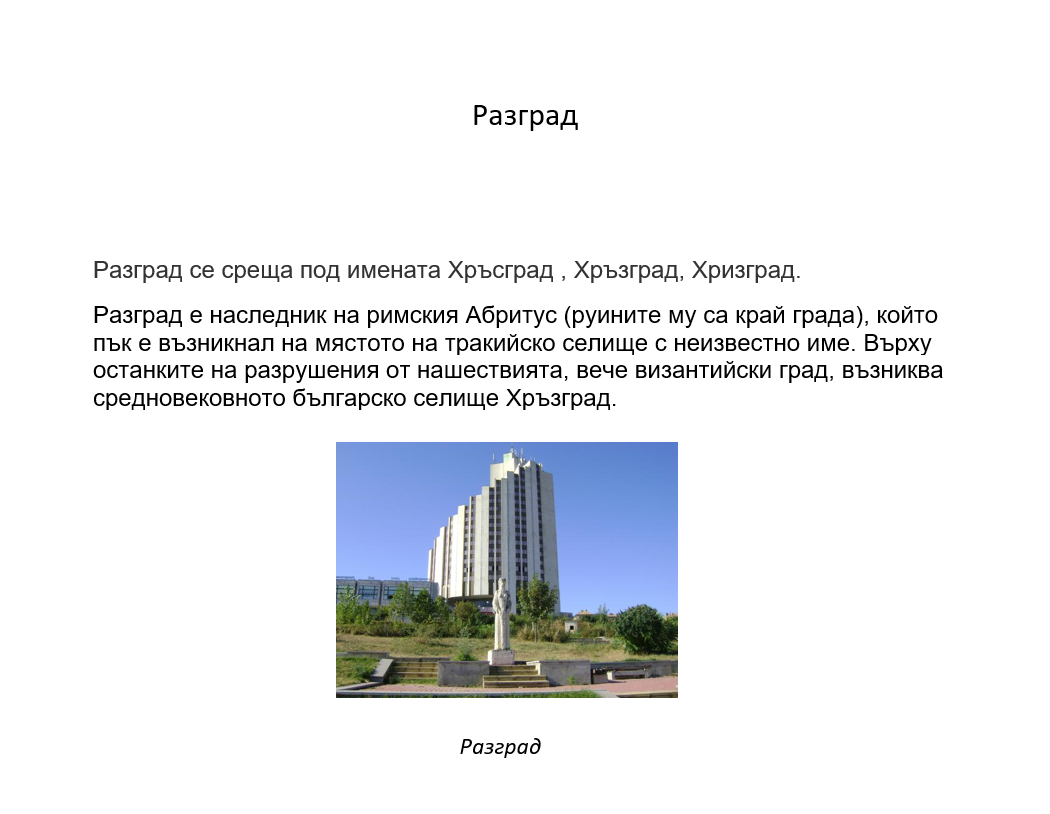 Разград
Разград се среща под имената Хръсград , Хръзград, Хризград.
Разград е наследник на римския Абритус (руините му са край града), който
пък е възникнал на мястото на тракийско селище с неизвестно име. Върху
останките на разрушения от нашествията, вече византийски град, възниква
средновековното българско селище Хръзград.
Разград